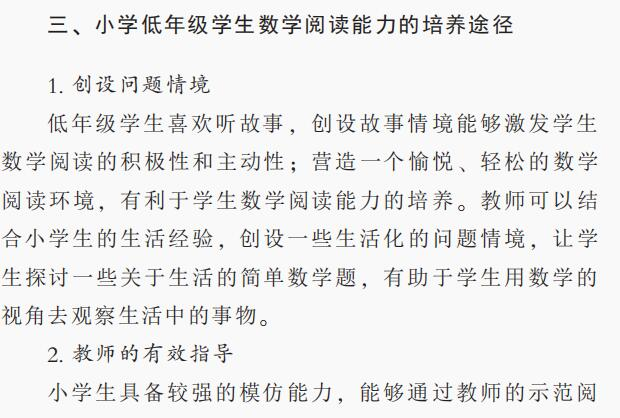 三、小学低年级学生数学阅读能力的培养途径
1. 创设问题情境
低年级学生喜欢听故事，创设故事情境能够激发学生
数学阅读的积极性和主动性；营造一个愉悦、轻松的数学
阅读环境，有利于学生数学阅读能力的培养。教师可以结
合小学生的生活经验，创设一些生活化的问题情境，让学
生探讨一些关于生活的简单数学题，有助于学生用数学的
视角去观察生活中的事物。
2. 教师的有效指导
小学生具备较强的模仿能力，能够通过教师的示范阅